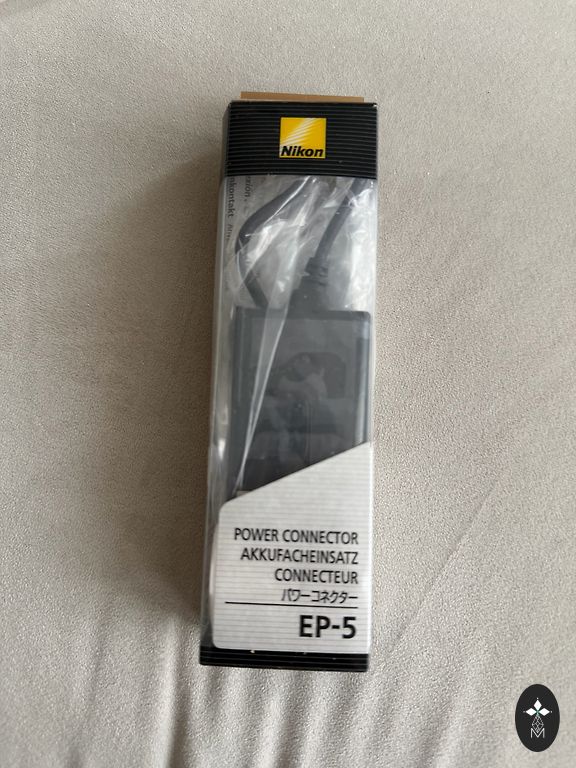 Nikon
POWER CONNECTOR
AKKUFACHEINSATZ
CONNECTEUR
パワーコネクター
EP-5